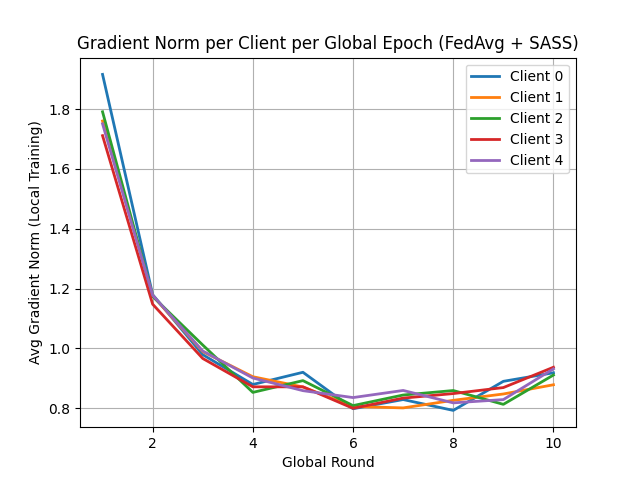 Gradient Norm per Client per Global Epoch (FedAvg + SASS)
Client 0
Client 1
Client 2
Client 3
Client 4
Avg Gradient Norm (Local Training)
1.8
1.6
1.4
1.2
1.0
0.8
2 4 6 8 10
Global Round